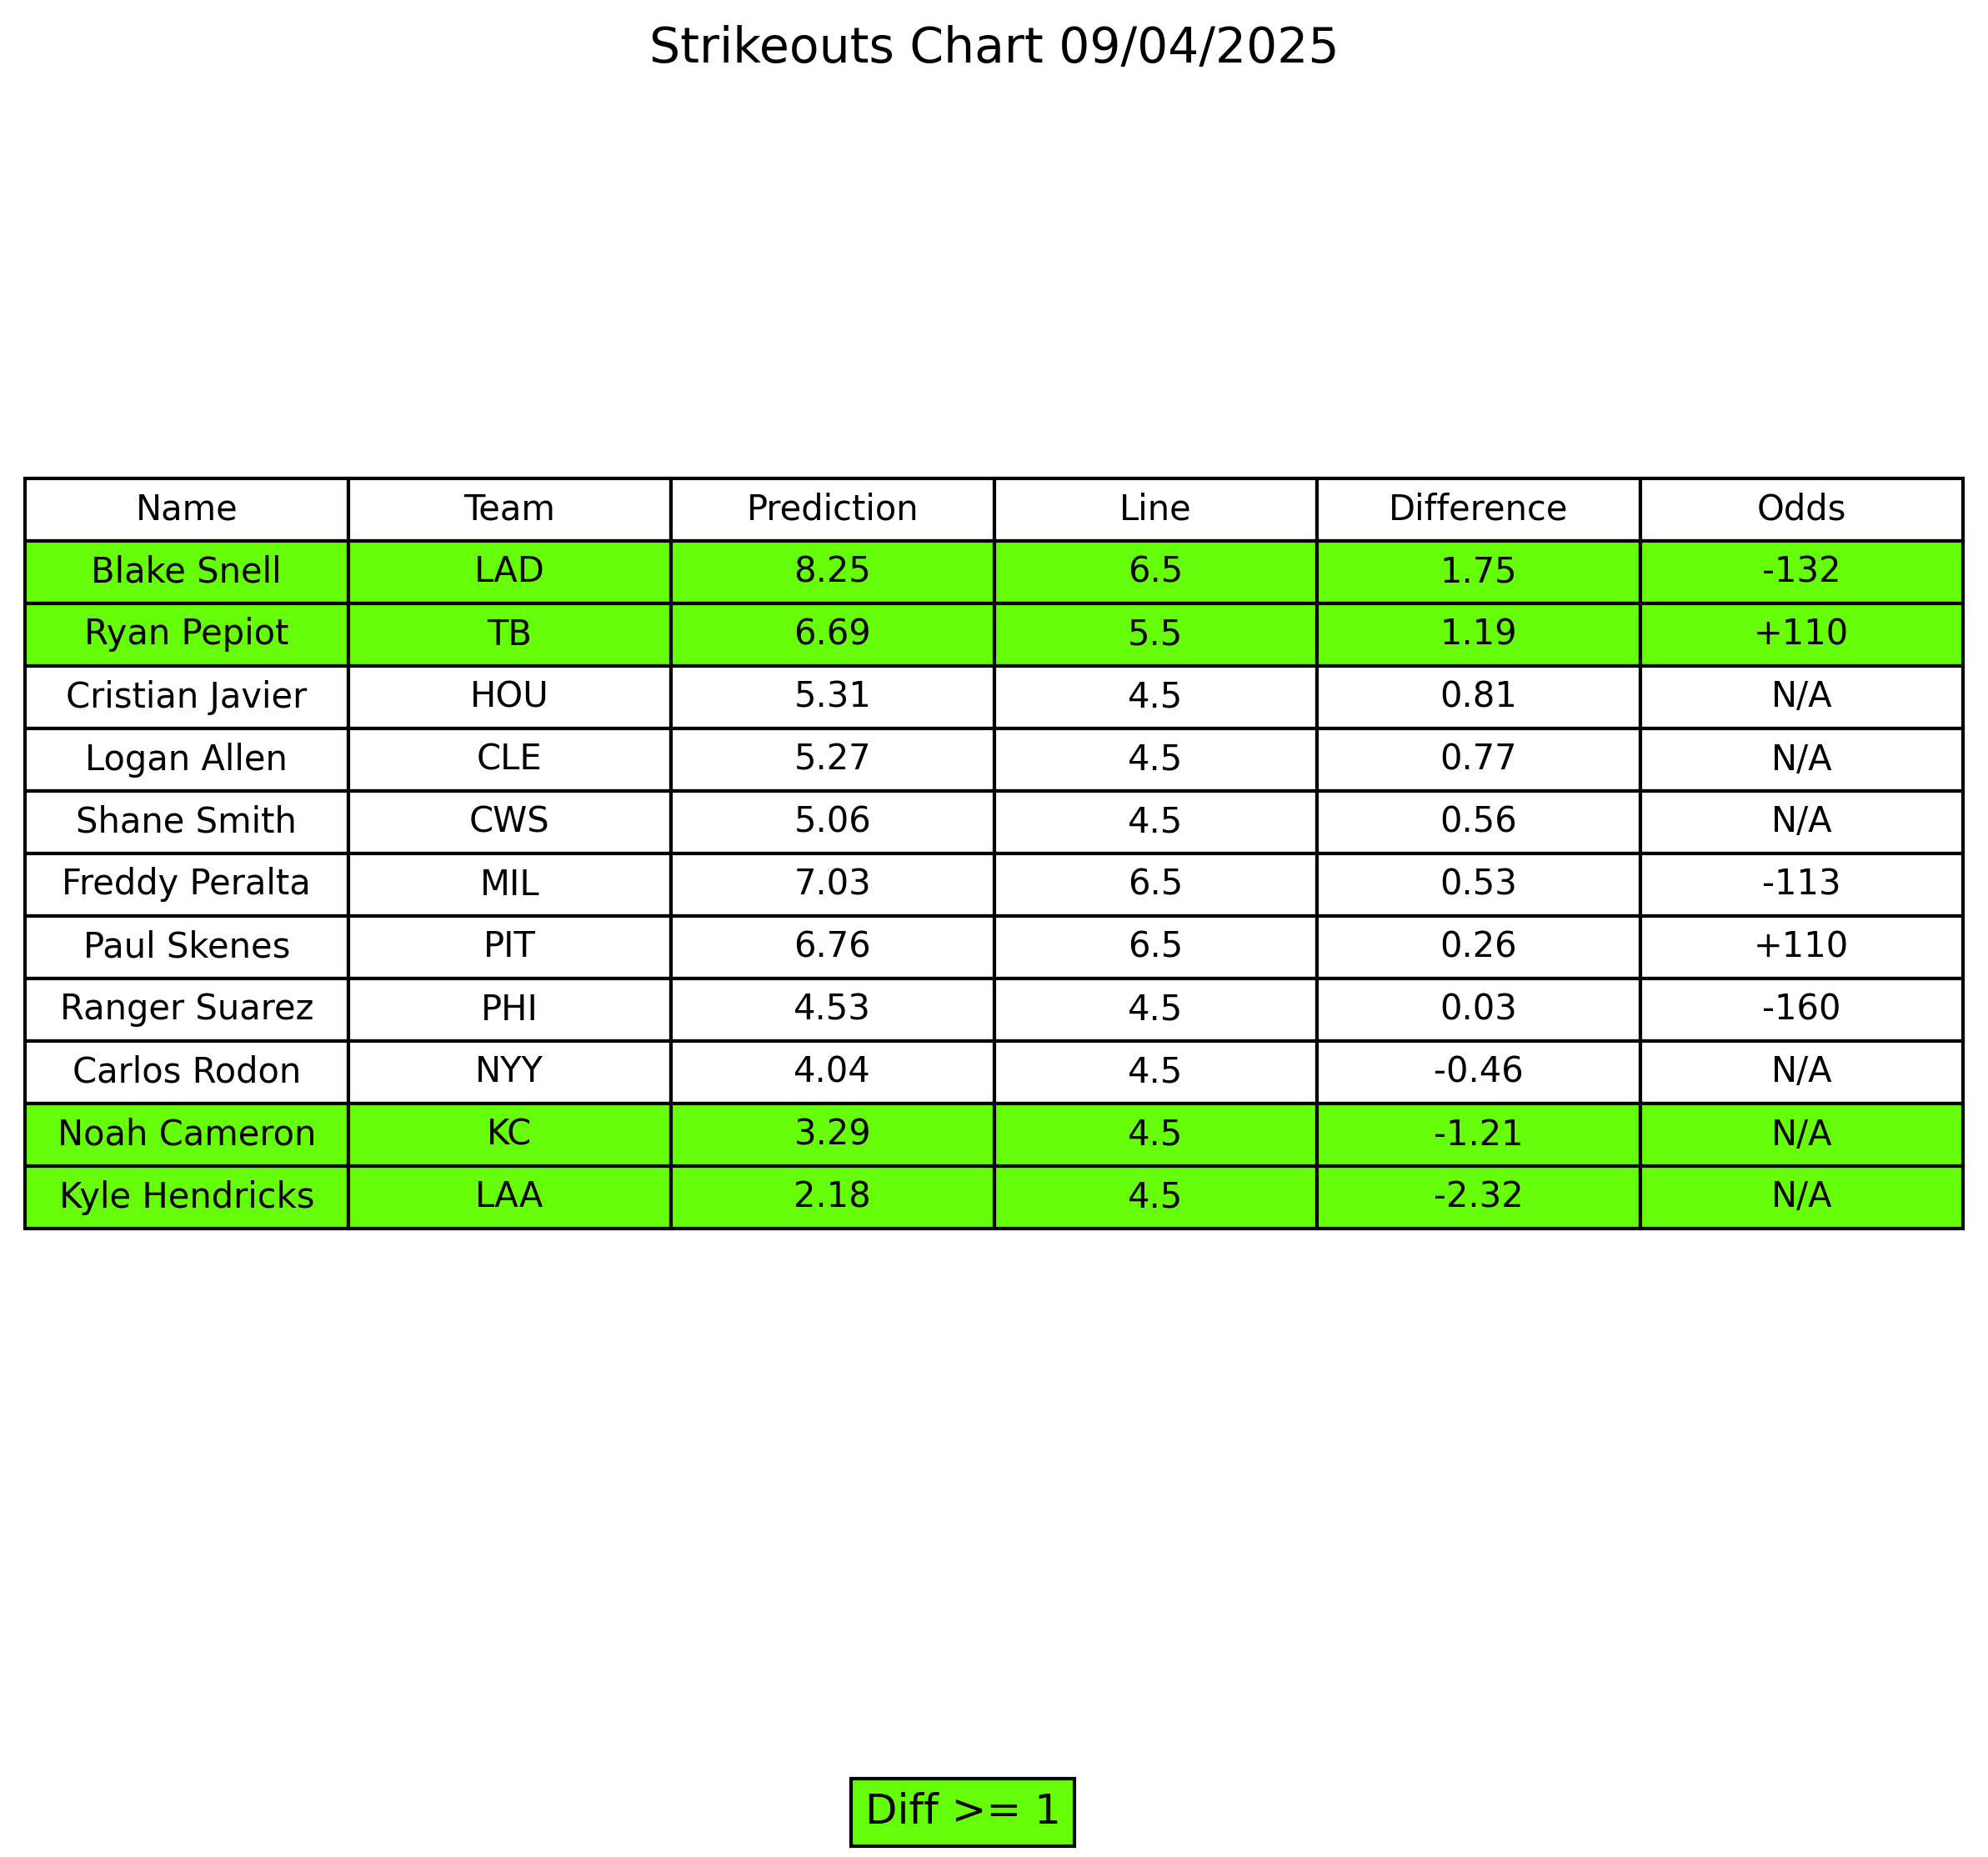 Strikeouts Chart 09/04/2025
Name Team Prediction Line Difference Odds
Blake Snell LAD 8.25 6.5 1.75 -132
Ryan Pepiot TB 6.69 5.5 1.19 +110
Cristian Javier HOU 5.31 4.5 0.81 N/A
Logan Allen CLE 5.27 4.5 0.77 N/A
Shane Smith CWS 5.06 4.5 0.56 N/A
Freddy Peralta MIL 7.03 6.5 0.53 -113
Paul Skenes PIT 6.76 6.5 0.26 +110
Ranger Suarez PHI 4.53 4.5 0.03 -160
Carlos Rodon NYY 4.04 4.5 -0.46 N/A
Noah Cameron KC 3.29 4.5 -1.21 N/A
Kyle Hendricks LAA 2.18 4.5 -2.32 N/A
Diff >= 1